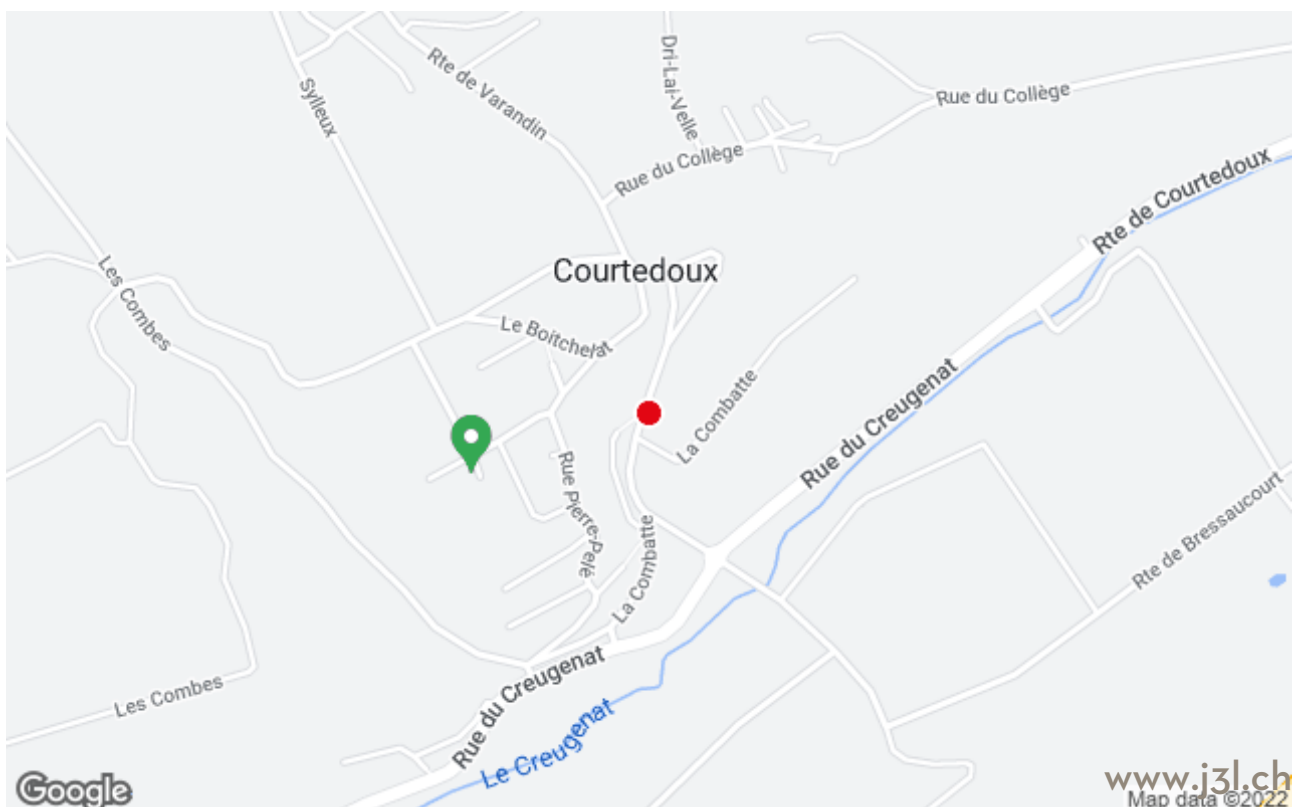 Sylleux
Rte de Varandin
Dri-Lai-Velle
Rue du Collège
Rue du Collège
Rte de Courtedoux
Les Combes
Courtedoux
Le Boitchelat
La Combatte
Rue du Creugenat
Rue Pierre-Pelé
La Combatte
Rte de Bressaucourt
Les Combes
Rue du Creugenat
Le Creugenat
Google
www.j3l.ch
Map data ©2022